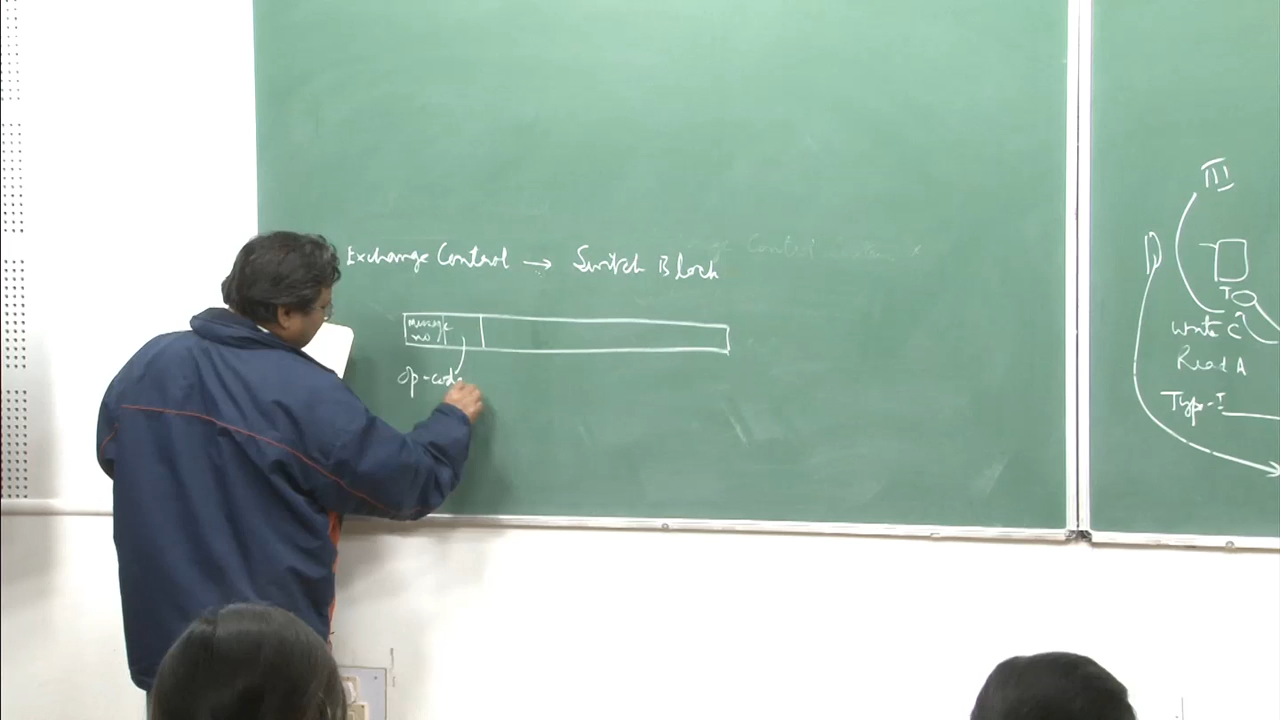 Exchange Control → Switch Block
message
no
op-code
III
T
Write C
Read A
Type-I